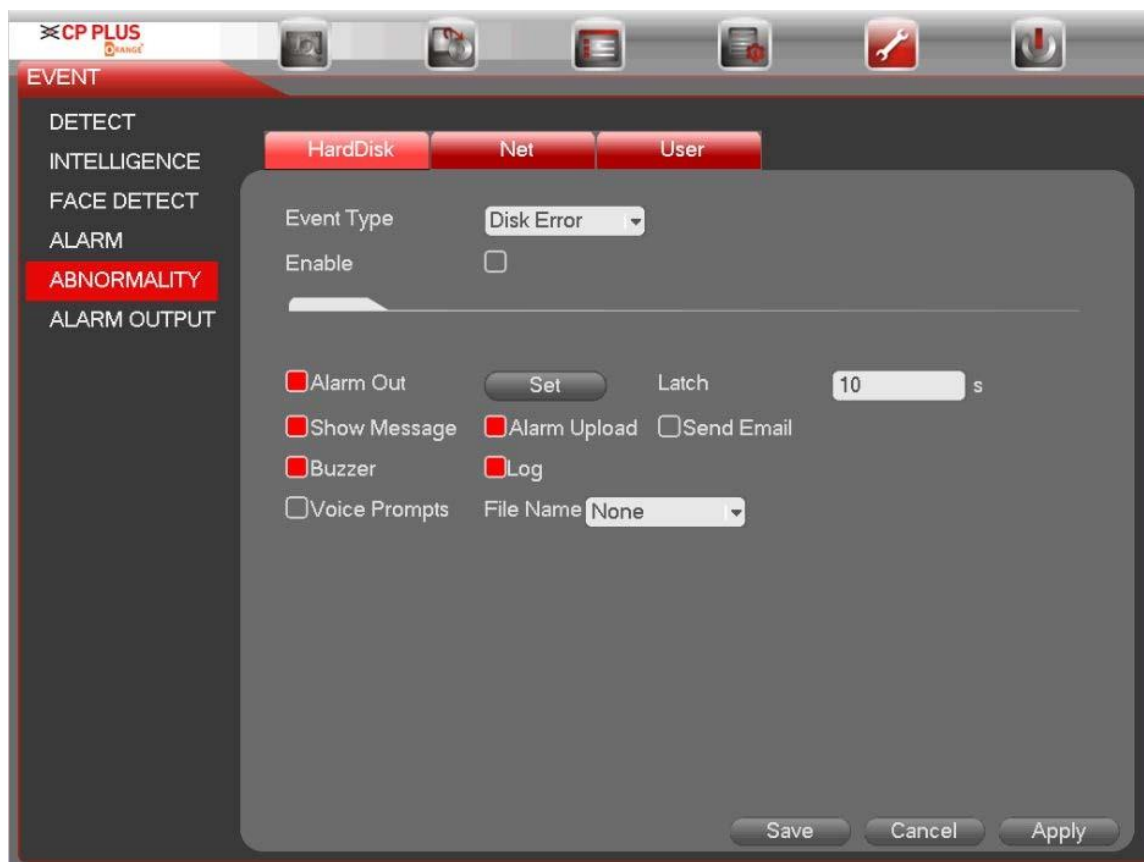 CP PLUS
ORANGE
EVENT
DETECT
INTELLIGENCE
FACE DETECT
ALARM
ABNORMALITY
ALARM OUTPUT
HardDisk Net User
Event Type Disk Error
Enable
Alarm Out Set Latch 10 s
Show Message Alarm Upload Send Email
Buzzer Log
Voice Prompts File Name None
Save Cancel Apply